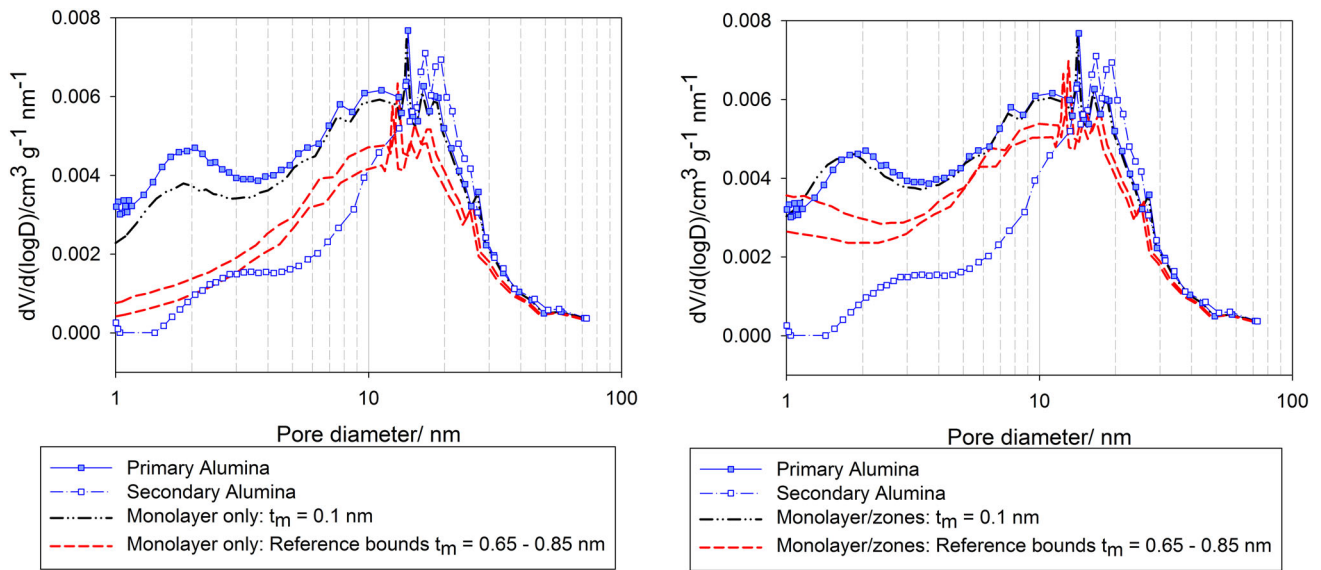 0.008
0.006
0.004
0.002
0.000
dV/d(logD)/cm³ g⁻¹ nm⁻¹
1
10
100
Pore diameter/ nm
Primary Alumina
Secondary Alumina
Monolayer only: tm = 0.1 nm
Monolayer only: Reference bounds tm = 0.65 - 0.85 nm
0.008
0.006
0.004
0.002
0.000
dV/d(logD)/cm³ g⁻¹ nm⁻¹
1
10
100
Pore diameter/ nm
Primary Alumina
Secondary Alumina
Monolayer/zones: tm = 0.1 nm
Monolayer/zones: Reference bounds tm = 0.65 - 0.85 nm